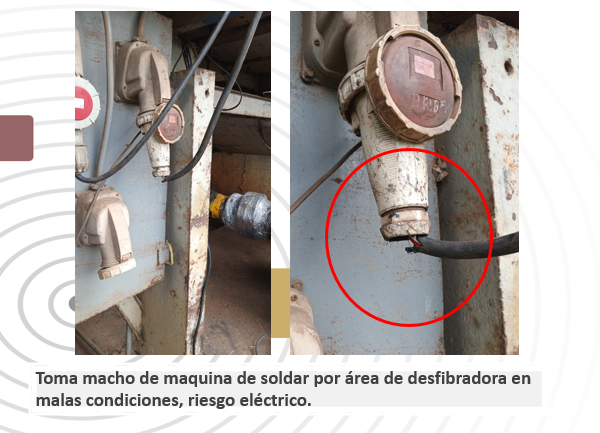 Toma macho de maquina de soldar por área de desfibradora en
malas condiciones, riesgo eléctrico.